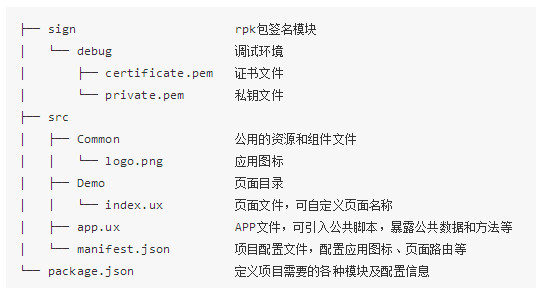 ├── sign                      rpk包签名模块
│   └── debug                 调试环境
│       ├── certificate.pem   证书文件
│       └── private.pem       私钥文件
├── src
│   ├── Common                公用的资源和组件文件
│   │   └── logo.png          应用图标
│   ├── Demo                  页面目录
│   │   └── index.ux          页面文件，可自定义页面名称
│   ├── app.ux                APP文件，可引入公共脚本，暴露公共数据和方法等
│   └── manifest.json         项目配置文件，配置应用图标、页面路由等
└── package.json              定义项目需要的各种模块及配置信息